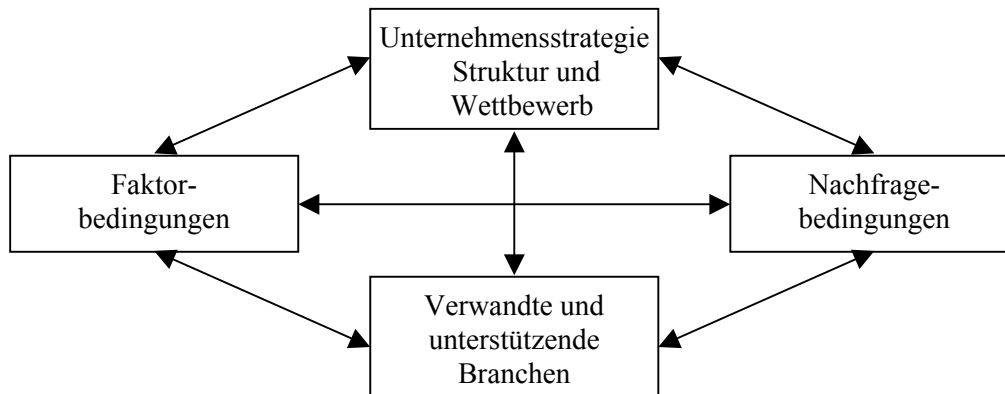 Unternehmensstrategie
Struktur und
Wettbewerb
Faktor-
bedingungen
Nachfrage-
bedingungen
Verwandte und
unterstützende
Branchen